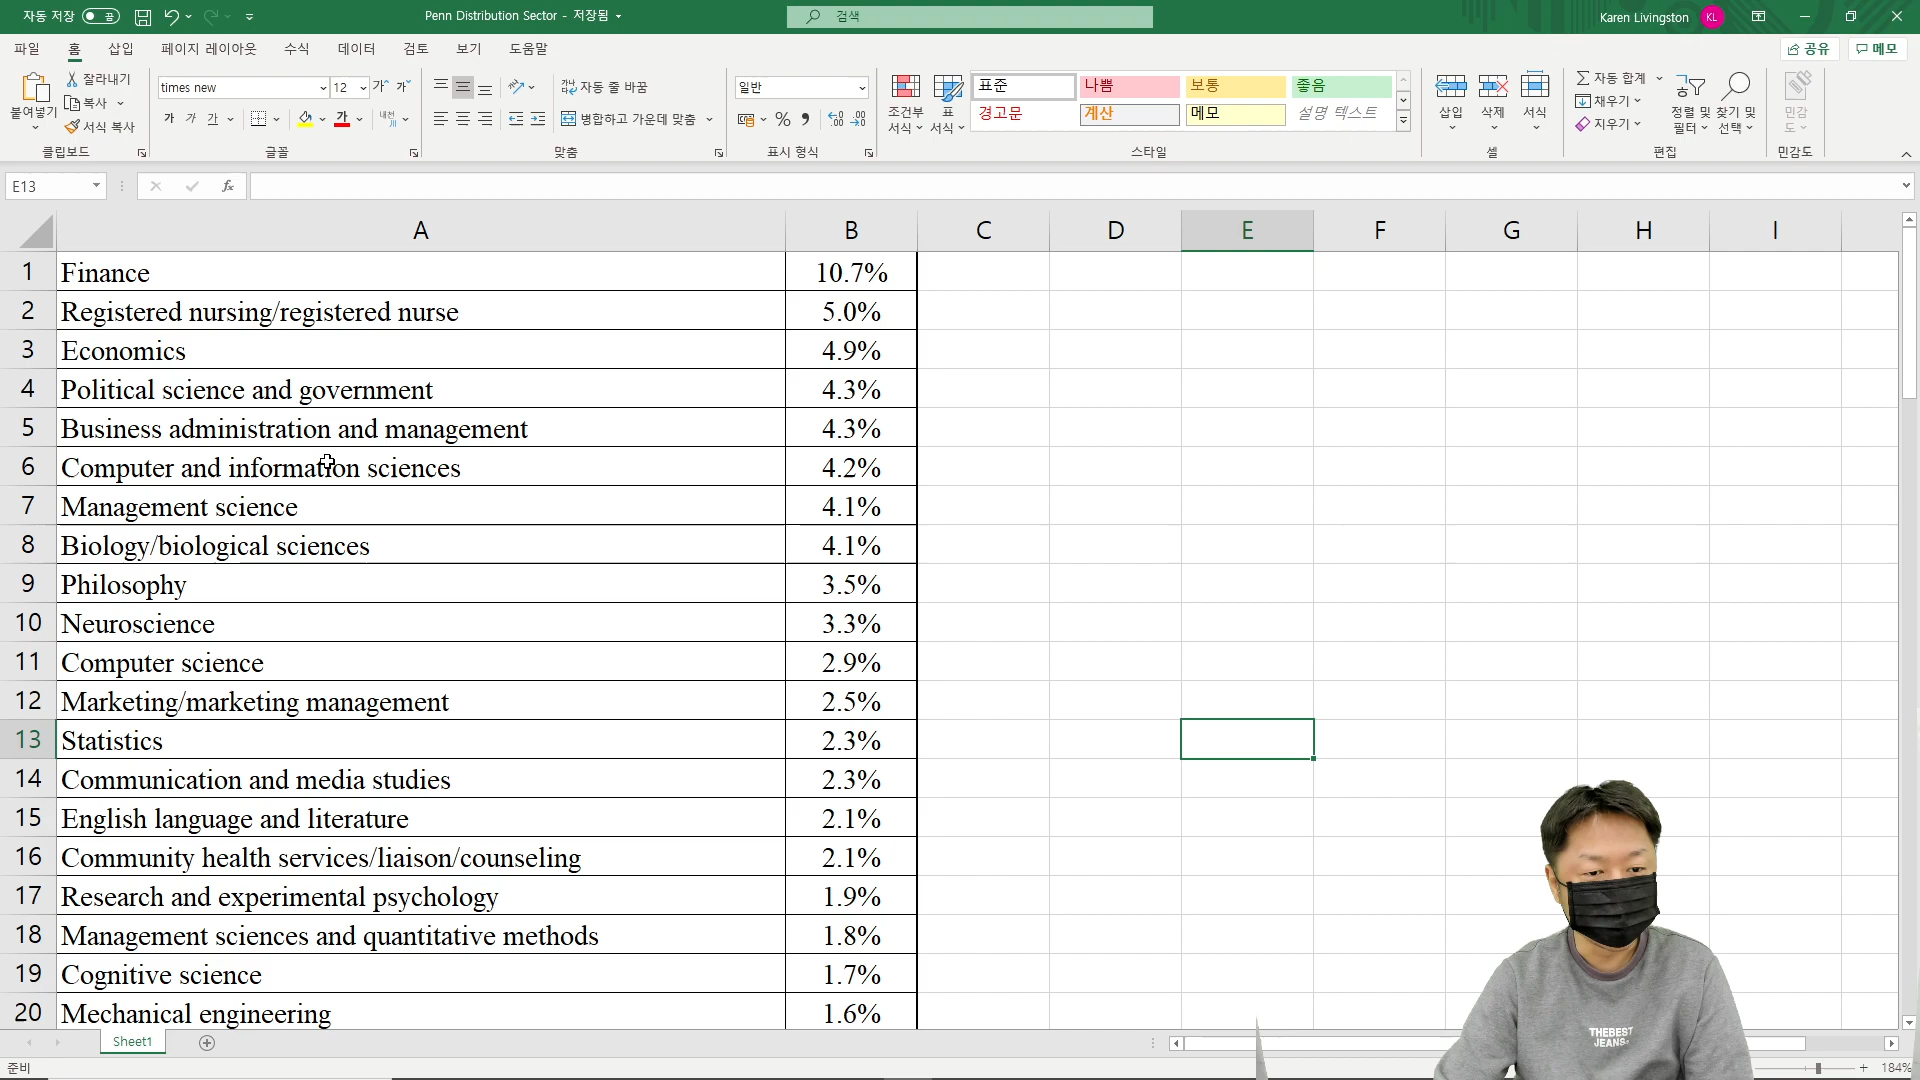 자동 저장 끔 Penn Distribution Sector - 저장됨 검색 Karen Livingston KL
파일 홈 삽입 페이지 레이아웃 수식 데이터 검토 보기 도움말 공유 메모
붙여넣기 잘라내기 복사 서식 복사 클립보드
times new 12 가 가 가 가 가 가 내천 글꼴
자동 줄 바꿈 병합하고 가운데 맞춤 맞춤
일반 % 표시 형식
조건부 서식 표 서식 표준 나쁨 보통 좋음
경고문 계산 메모 설명 텍스트 스타일
삽입 삭제 서식 셀
자동 합계 채우기 지우기 정렬 및 필터 찾기 및 선택 편집
민감도 민감도
E13 fx
A B C D E F G H I
1 Finance 10.7%
2 Registered nursing/registered nurse 5.0%
3 Economics 4.9%
4 Political science and government 4.3%
5 Business administration and management 4.3%
6 Computer and information sciences 4.2%
7 Management science 4.1%
8 Biology/biological sciences 4.1%
9 Philosophy 3.5%
10 Neuroscience 3.3%
11 Computer science 2.9%
12 Marketing/marketing management 2.5%
13 Statistics 2.3%
14 Communication and media studies 2.3%
15 English language and literature 2.1%
16 Community health services/liaison/counseling 2.1%
17 Research and experimental psychology 1.9%
18 Management sciences and quantitative methods 1.8%
19 Cognitive science 1.7%
20 Mechanical engineering 1.6%
THEBEST
JEANS.
Sheet1
준비 184%